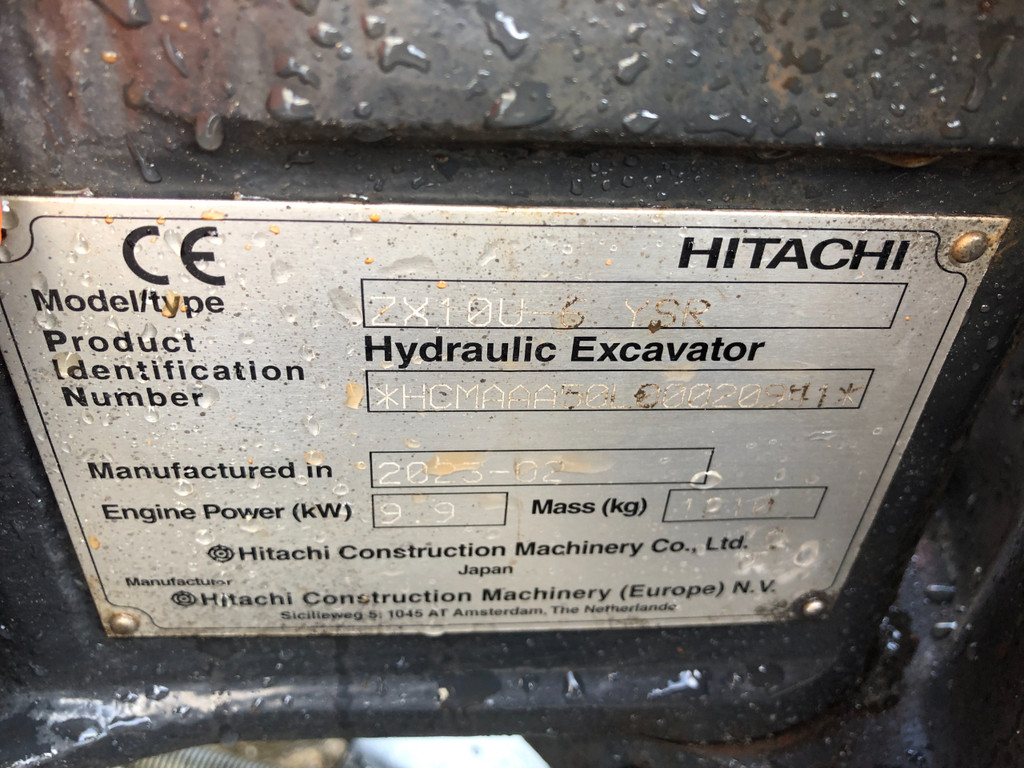 CE
HITACHI
Model/type ZX10U-6 YSR
Product
Identification
Number
Hydraulic Excavator
Manufactured in 2023-02
Engine Power (kW) 9.9 Mass (kg)
Hitachi Construction Machinery Co., Ltd.
Japan
Manufacturer
Hitachi Construction Machinery (Europe) N.V.
Sicilieweg 5; 1045 AT Amsterdam, The Netherlands